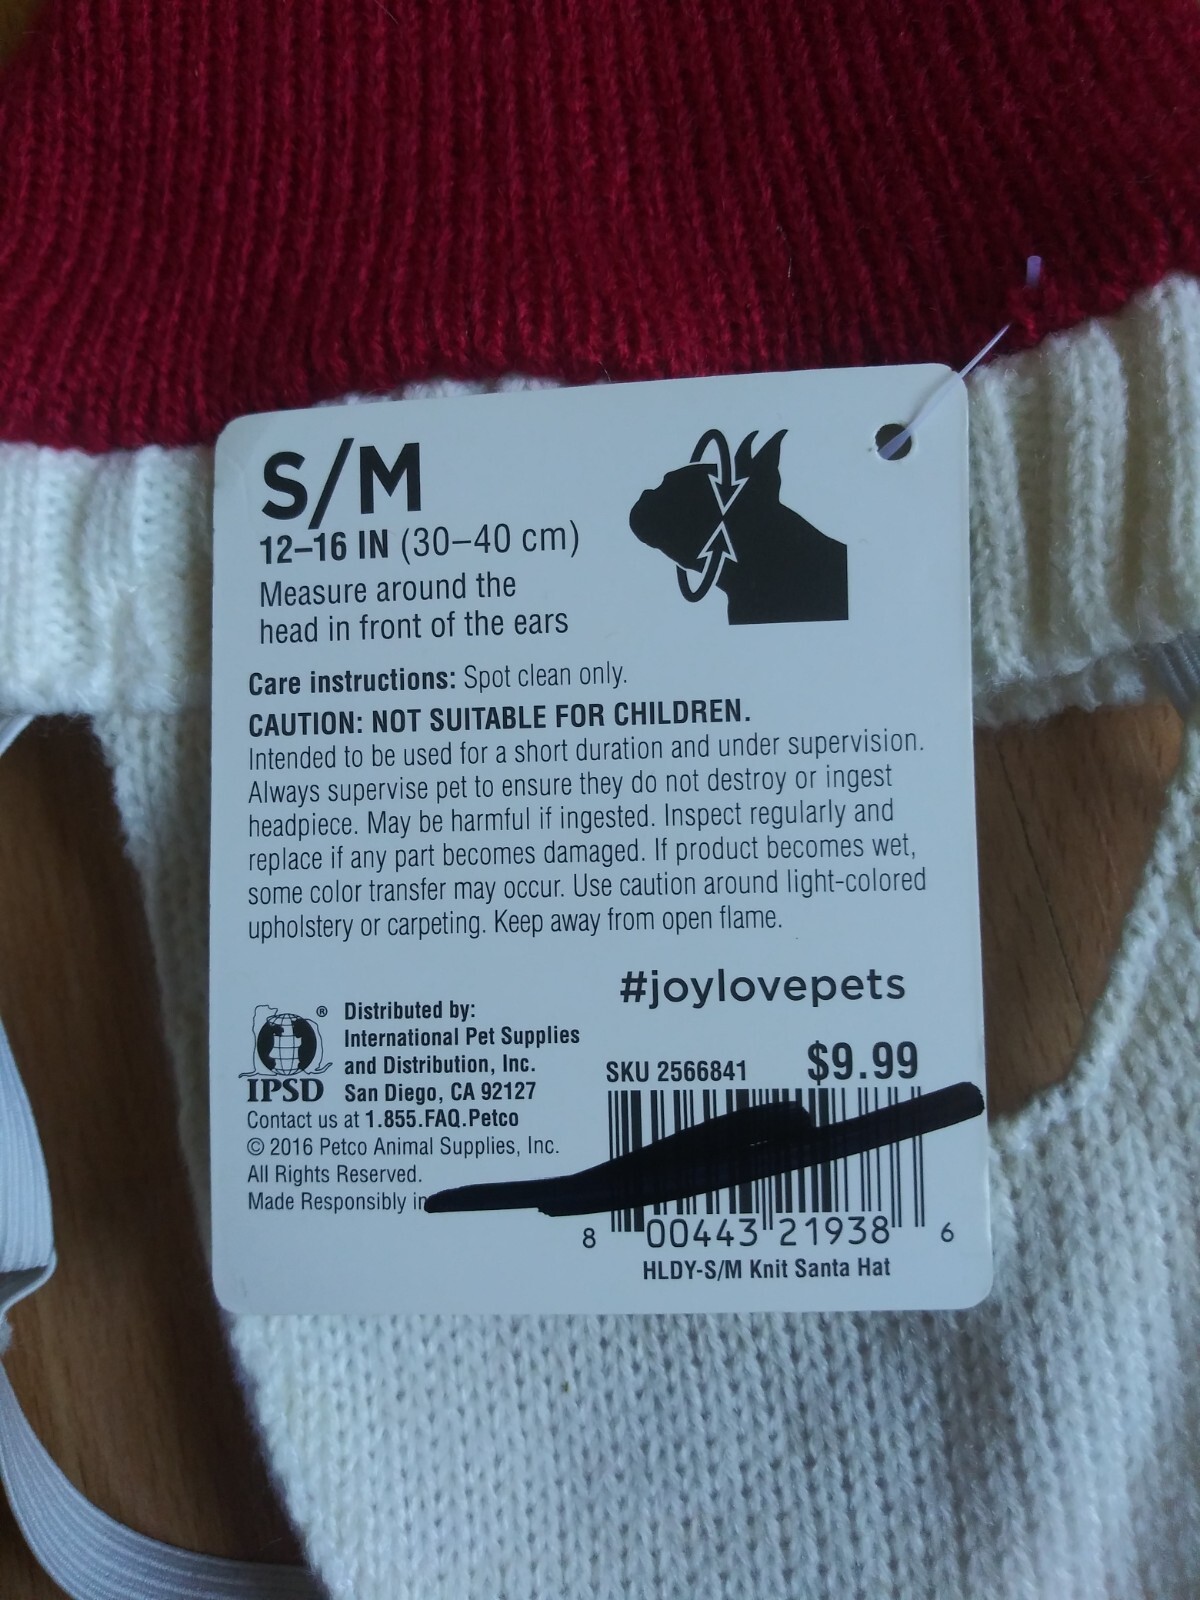 S/M
12–16 IN (30–40 cm)
Measure around the
head in front of the ears
Care instructions: Spot clean only.
CAUTION: NOT SUITABLE FOR CHILDREN.
Intended to be used for a short duration and under supervision.
Always supervise pet to ensure they do not destroy or ingest
headpiece. May be harmful if ingested. Inspect regularly and
replace if any part becomes damaged. If product becomes wet,
some color transfer may occur. Use caution around light-colored
upholstery or carpeting. Keep away from open flame.
#joylovepets
®
IPSD
Distributed by:
International Pet Supplies
and Distribution, Inc.
San Diego, CA 92127
Contact us at 1.855.FAQ.Petco
© 2016 Petco Animal Supplies, Inc.
All Rights Reserved.
Made Responsibly in
SKU 2566841 $9.99
8 00443 21938 6
HLDY-S/M Knit Santa Hat